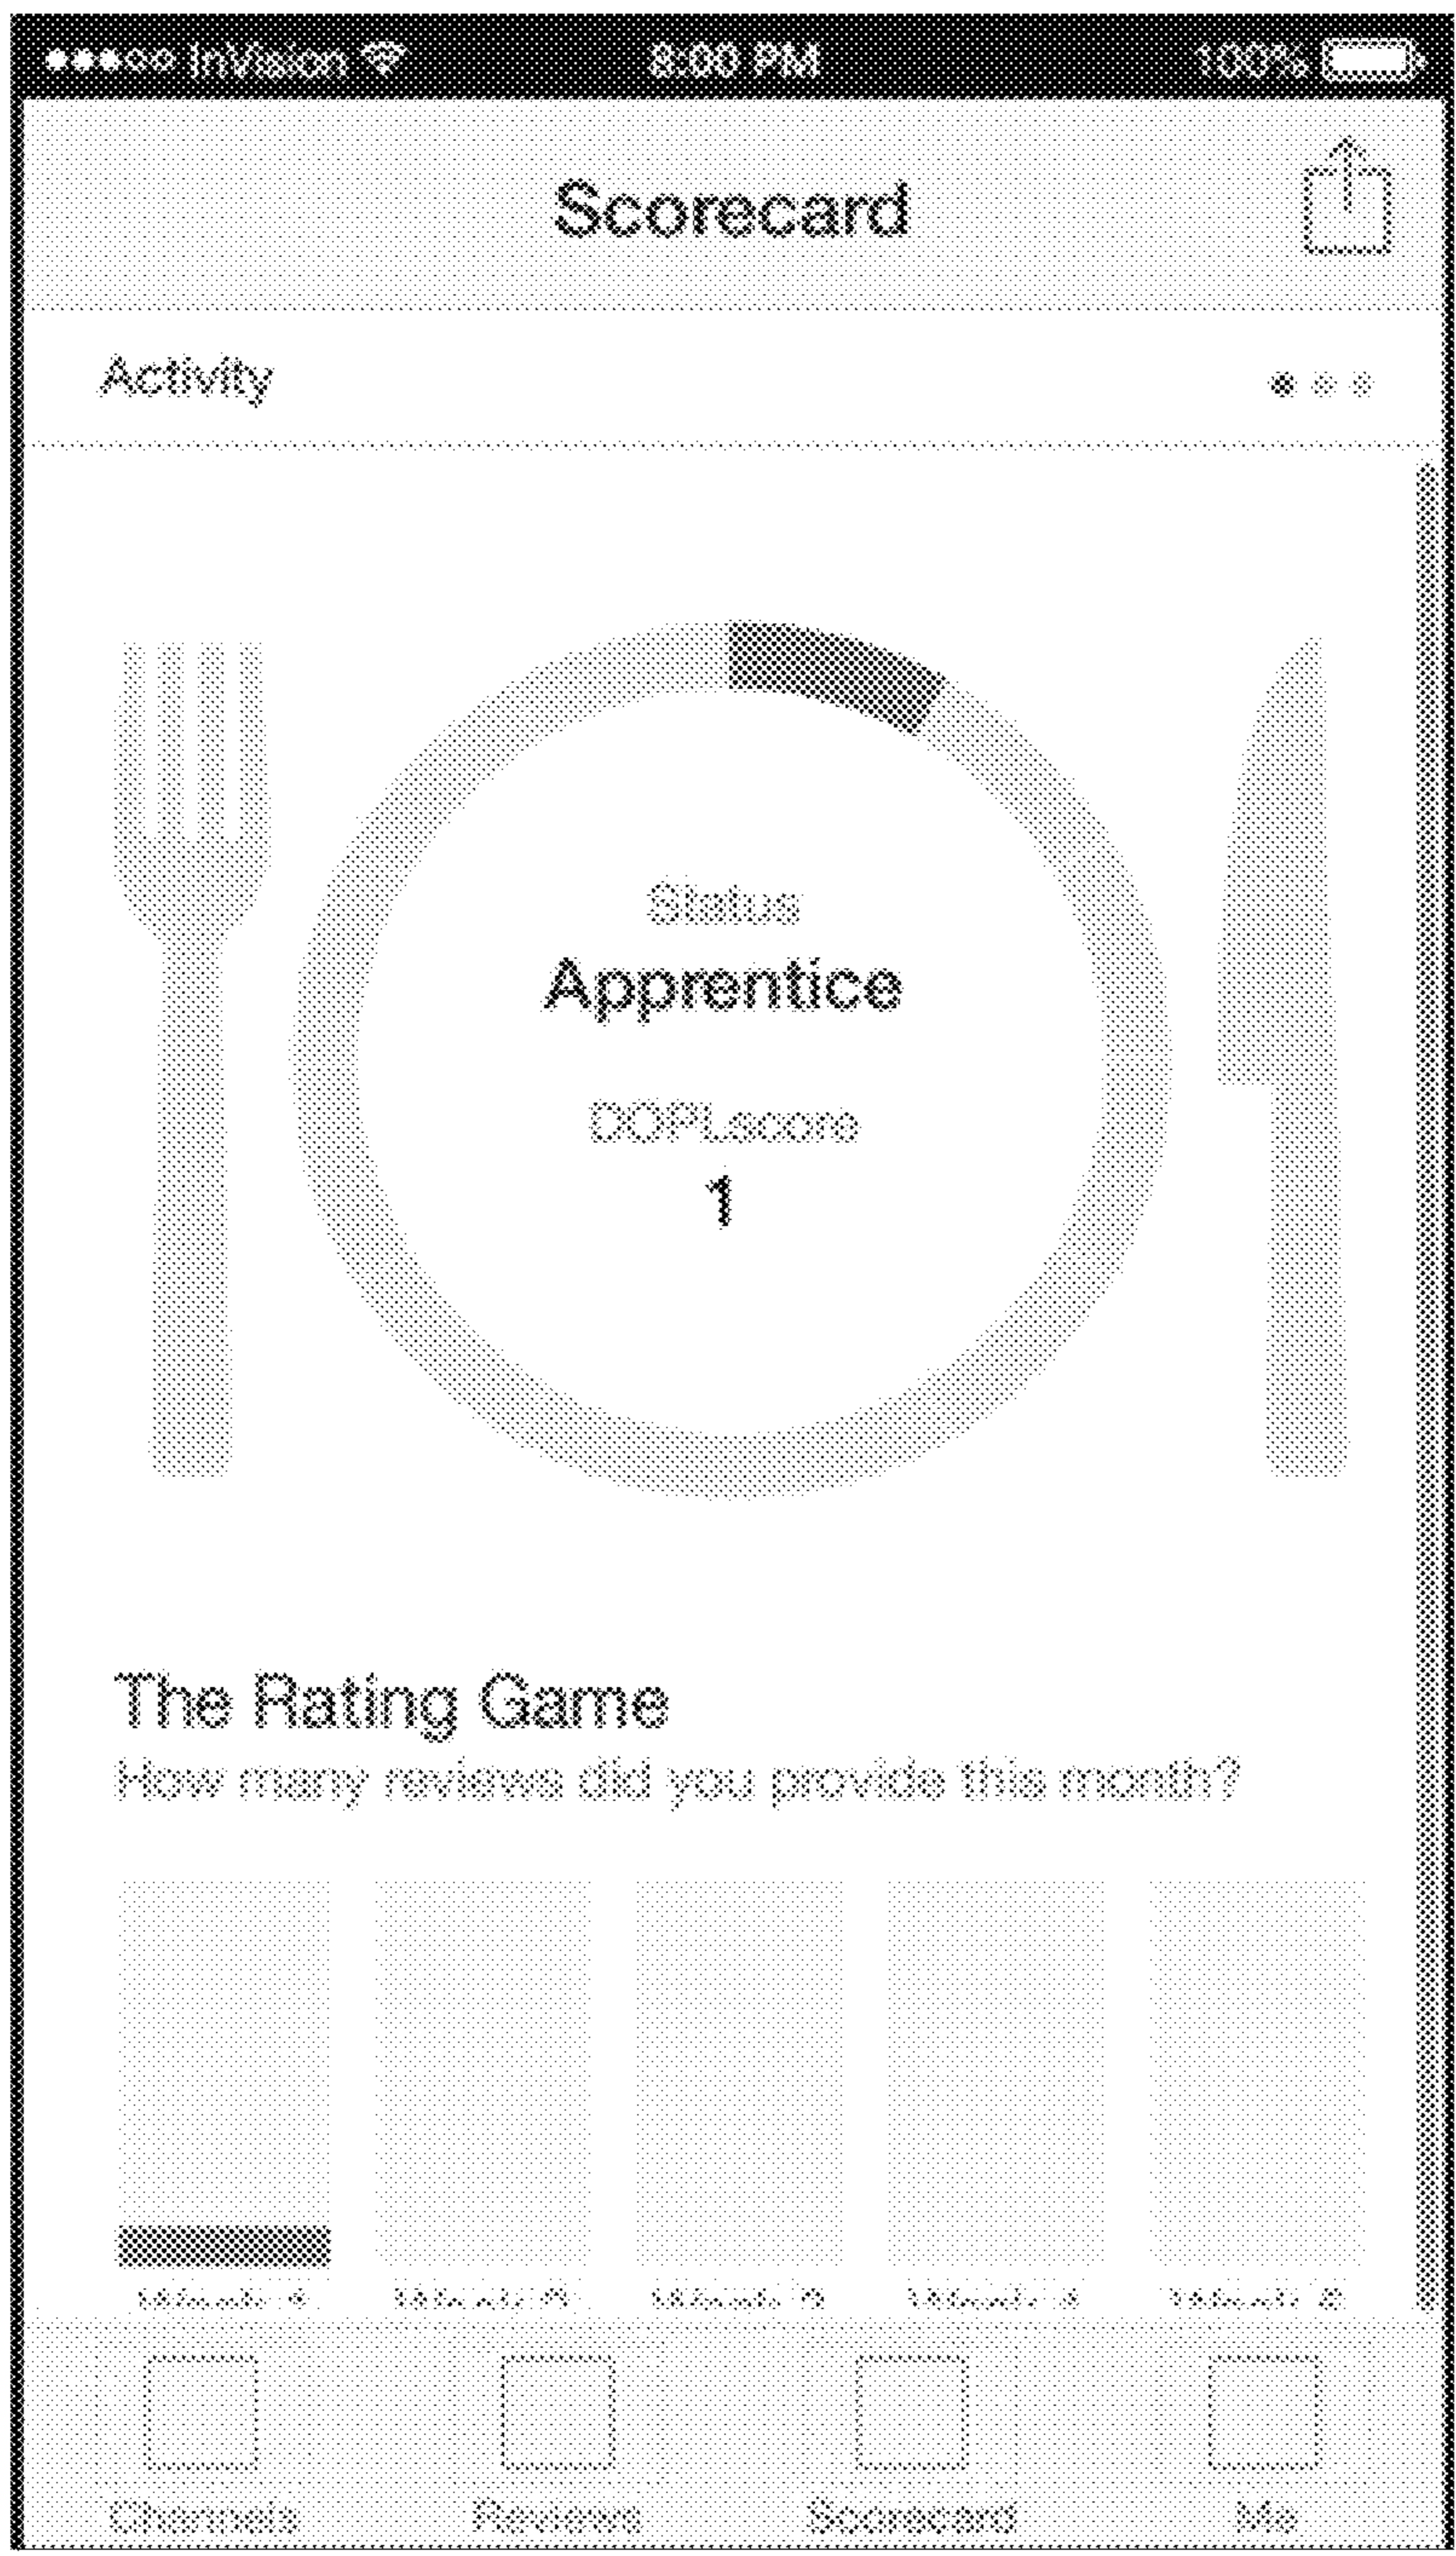 InVision 8:00 PM 100%
Scorecard
Activity
Status
Apprentice
DOPLscore
1
The Rating Game
How many reviews did you provide this month?
Channels Reviews Scorecard Me